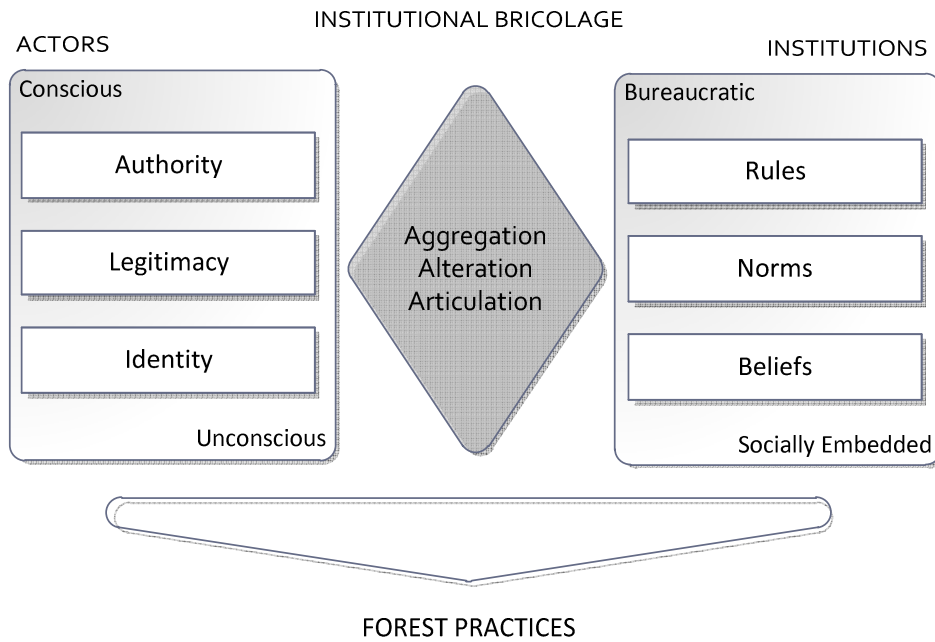 INSTITUTIONAL BRICOLAGE
ACTORS
INSTITUTIONS
Conscious
Authority
Legitimacy
Identity
Unconscious
Aggregation
Alteration
Articulation
Bureaucratic
Rules
Norms
Beliefs
Socially Embedded
FOREST PRACTICES